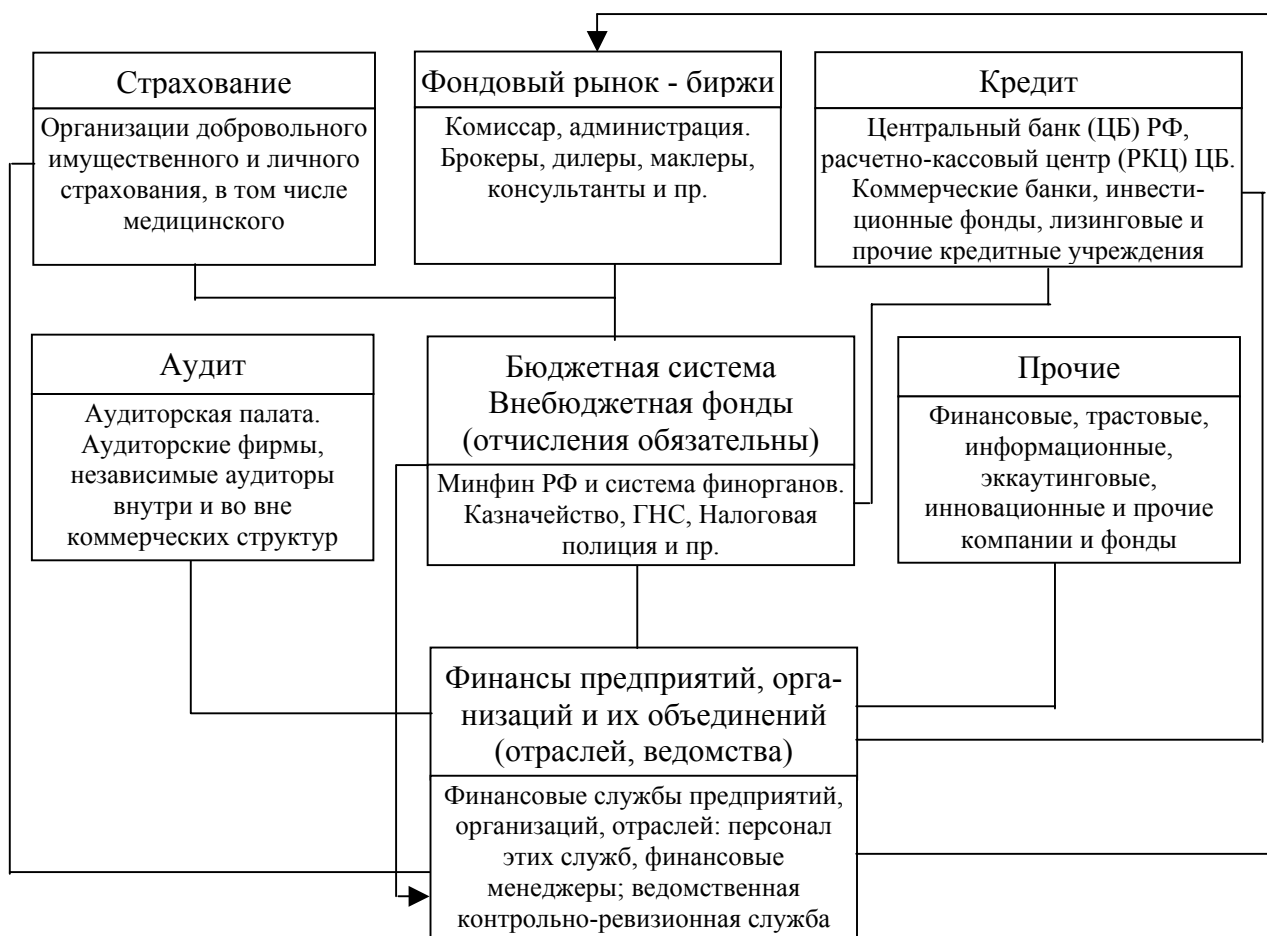 Страхование
Организации добровольного
имущественного и личного
страхования, в том числе
медицинского
Фондовый рынок - биржи
Комиссар, администрация.
Брокеры, дилеры, маклеры,
консультанты и пр.
Кредит
Центральный банк (ЦБ) РФ,
расчетно-кассовый центр (РКЦ) ЦБ.
Коммерческие банки, инвести-
ционные фонды, лизинговые и
прочие кредитные учреждения
Аудит
Аудиторская палата.
Аудиторские фирмы,
независимые аудиторы
внутри и во вне
коммерческих структур
Бюджетная система
Внебюджетная фонды
(отчисления обязательны)
Минфин РФ и система финорганов.
Казначейство, ГНС, Налоговая
полиция и пр.
Прочие
Финансовые, трастовые,
информационные,
эккаутинговые,
инновационные и прочие
компании и фонды
Финансы предприятий, орга-
низаций и их объединений
(отраслей, ведомства)
Финансовые службы предприятий,
организаций, отраслей: персонал
этих служб, финансовые
менеджеры; ведомственная
контрольно-ревизионная служба